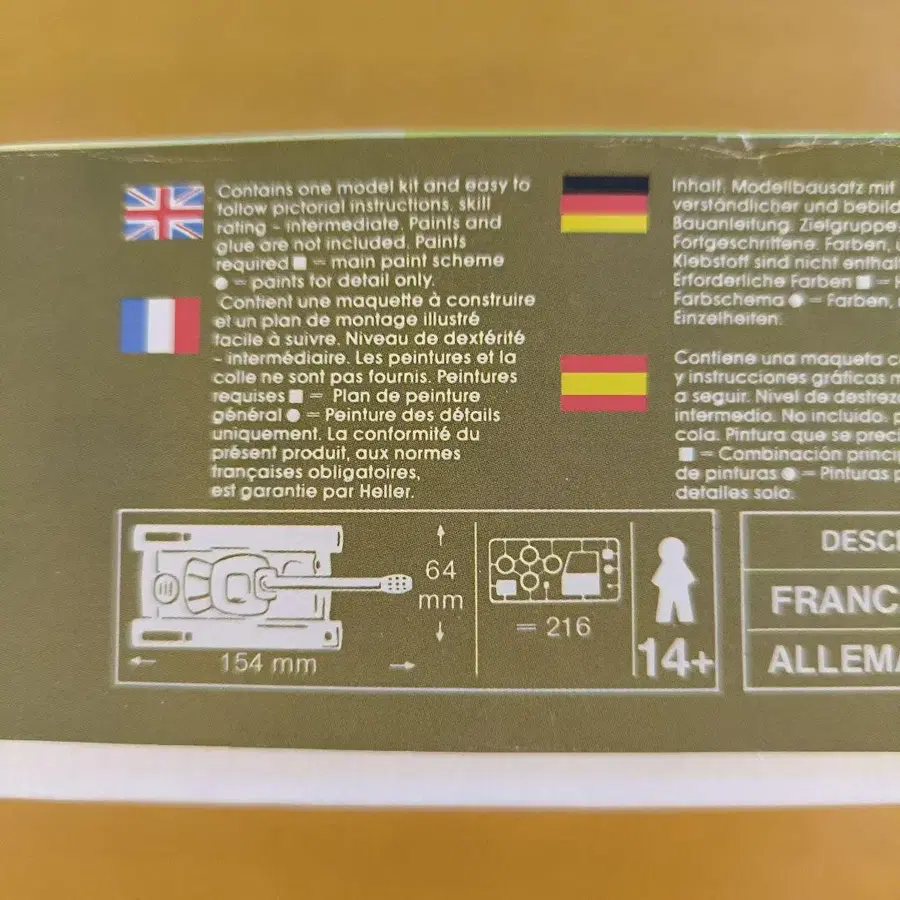 Contains one model kit and easy to
follow pictorial instructions. skill
rating - intermediate. Paints and
glue are not included. Paints
required ■ = main paint scheme
● = paints for detail only.
Contient une maquette à construire
et un plan de montage illustré
facile à suivre. Niveau de dextérité
- intermédiaire. Les peintures et la
colle ne sont pas fournis. Peintures
requises ■ = Plan de peinture
général ● = Peinture des détails
uniquement. La conformité du
présent produit, aux normes
françaises obligatoires,
est garantie par Heller.
Inhalt: Modellbausatz mit
verständlicher und bebild
Bauanleitung. Zielgruppe
Fortgeschrittene. Farben, u
Klebstoff sind nicht enthal
Erforderliche Farben ■ = H
Farbschema ● = Farben,
Einzelheiten.
Contiene una maqueta c
y instrucciones gráficas m
a seguir. Nivel de destrez
intermedio. No incluido. p
cola. Pintura que se prec
■ = Combinación princi
de pinturas ● = Pinturas p
detalles solo.
64
mm
154 mm
= 216
14+
DESC
FRANC
ALLEM